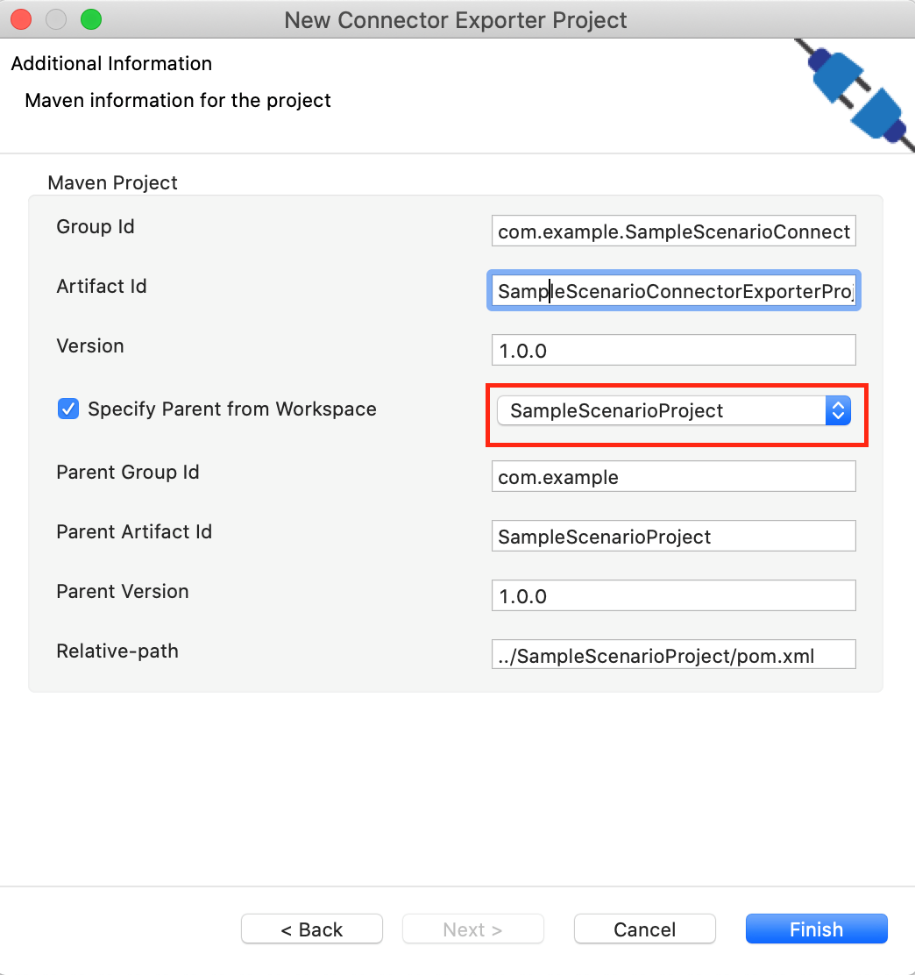 New Connector Exporter Project
Additional Information
Maven information for the project
Maven Project
Group Id com.example.SampleScenarioConnect
Artifact Id SampleScenarioConnectorExporterProj
Version 1.0.0
Specify Parent from Workspace SampleScenarioProject
Parent Group Id com.example
Parent Artifact Id SampleScenarioProject
Parent Version 1.0.0
Relative-path ../SampleScenarioProject/pom.xml
< Back Next > Cancel Finish